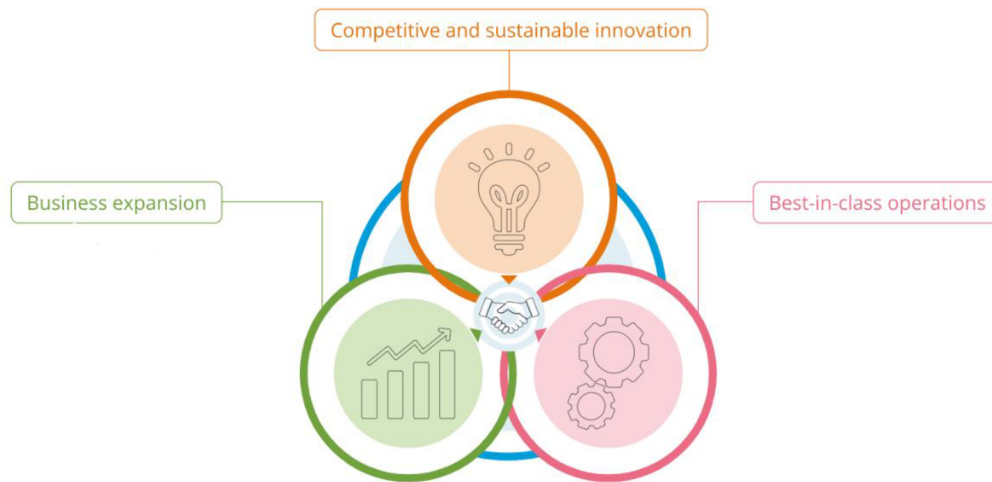 Competitive and sustainable innovation
Business expansion
Best-in-class operations